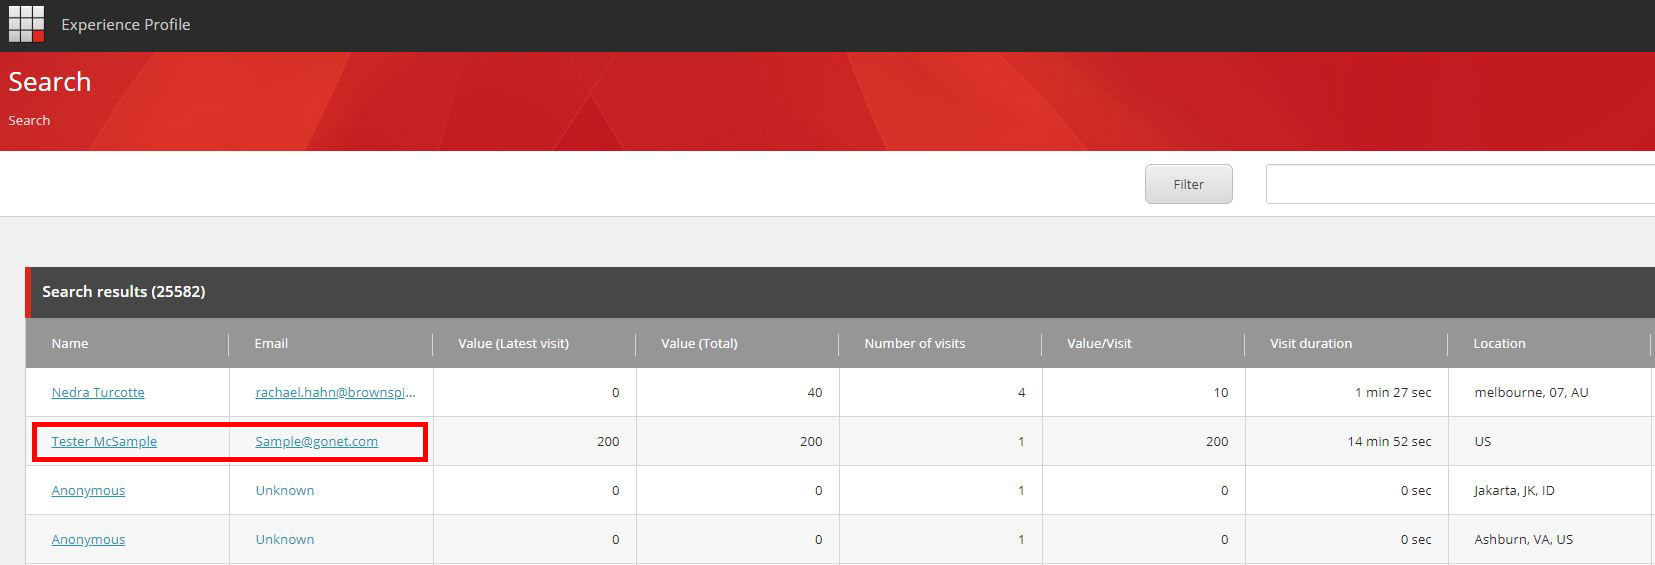 Experience Profile
Search
Search
Filter
Search results (25582)
Name Email Value (Latest visit) Value (Total) Number of visits Value/Visit Visit duration Location
Nedra Turcotte rachael.hahn@brownspi... 0 40 4 10 1 min 27 sec melbourne, 07, AU
Tester McSample Sample@gonet.com 200 200 1 200 14 min 52 sec US
Anonymous Unknown 0 0 1 0 0 sec Jakarta, JK, ID
Anonymous Unknown 0 0 1 0 0 sec Ashburn, VA, US